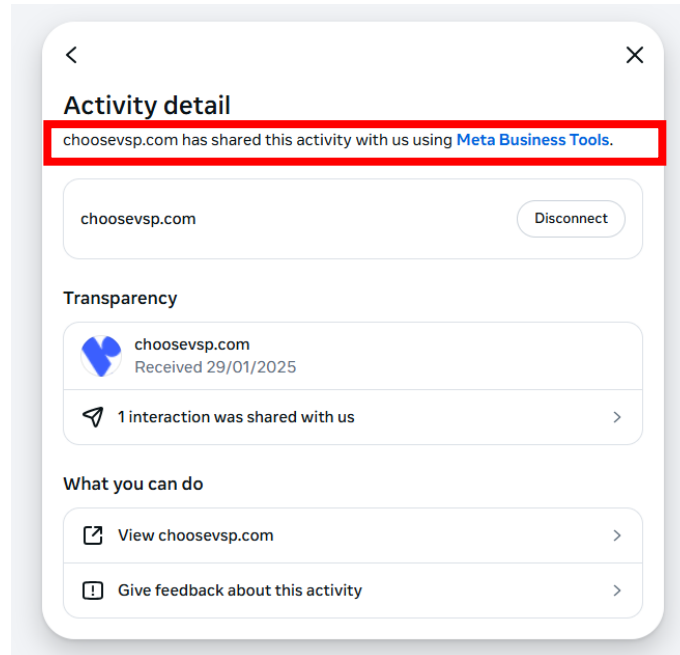 Activity detail
choosevsp.com has shared this activity with us using Meta Business Tools.
choosevsp.com
Disconnect
Transparency
choosevsp.com
Received 29/01/2025
1 interaction was shared with us
What you can do
View choosevsp.com
Give feedback about this activity